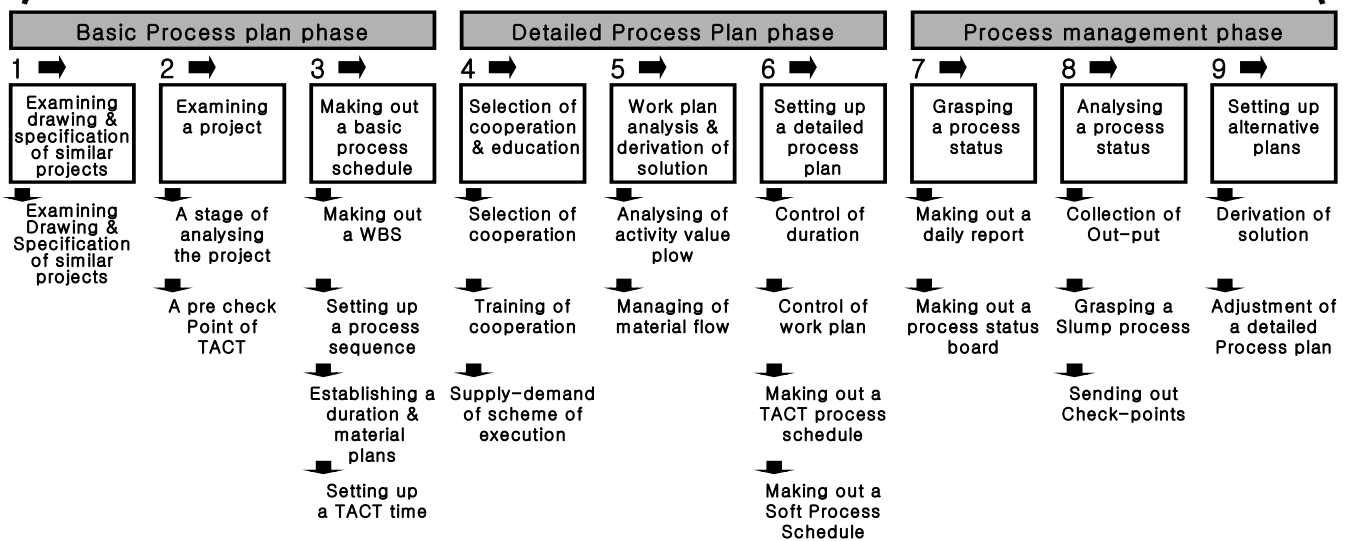 Basic Process plan phase
Detailed Process Plan phase
Process management phase
1
2
3
4
5
6
7
8
9
Examining
drawing &
specification
of similar
projects
Examining
a project
Making out
a basic
process
schedule
Selection of
cooperation
& education
Work plan
analysis &
derivation of
solution
Setting up
a detailed
process
plan
Grasping
a process
status
Analysing
a process
status
Setting up
alternative
plans
Examining
Drawing &
Specification
of similar
projects
A stage of
analysing
the project
A pre check
Point of
TACT
Making out
a WBS
Setting up
a process
sequence
Establishing a
duration &
material
plans
Setting up
a TACT time
Selection of
cooperation
Training of
cooperation
Supply-demand
of scheme of
execution
Analysing of
activity value
plow
Managing of
material flow
Control of
duration
Control of
work plan
Making out a
TACT process
schedule
Making out a
Soft Process
Schedule
Making out a
daily report
Making out a
process status
board
Collection of
Out-put
Grasping a
Slump process
Sending out
Check-points
Derivation of
solution
Adjustment of
a detailed
Process plan